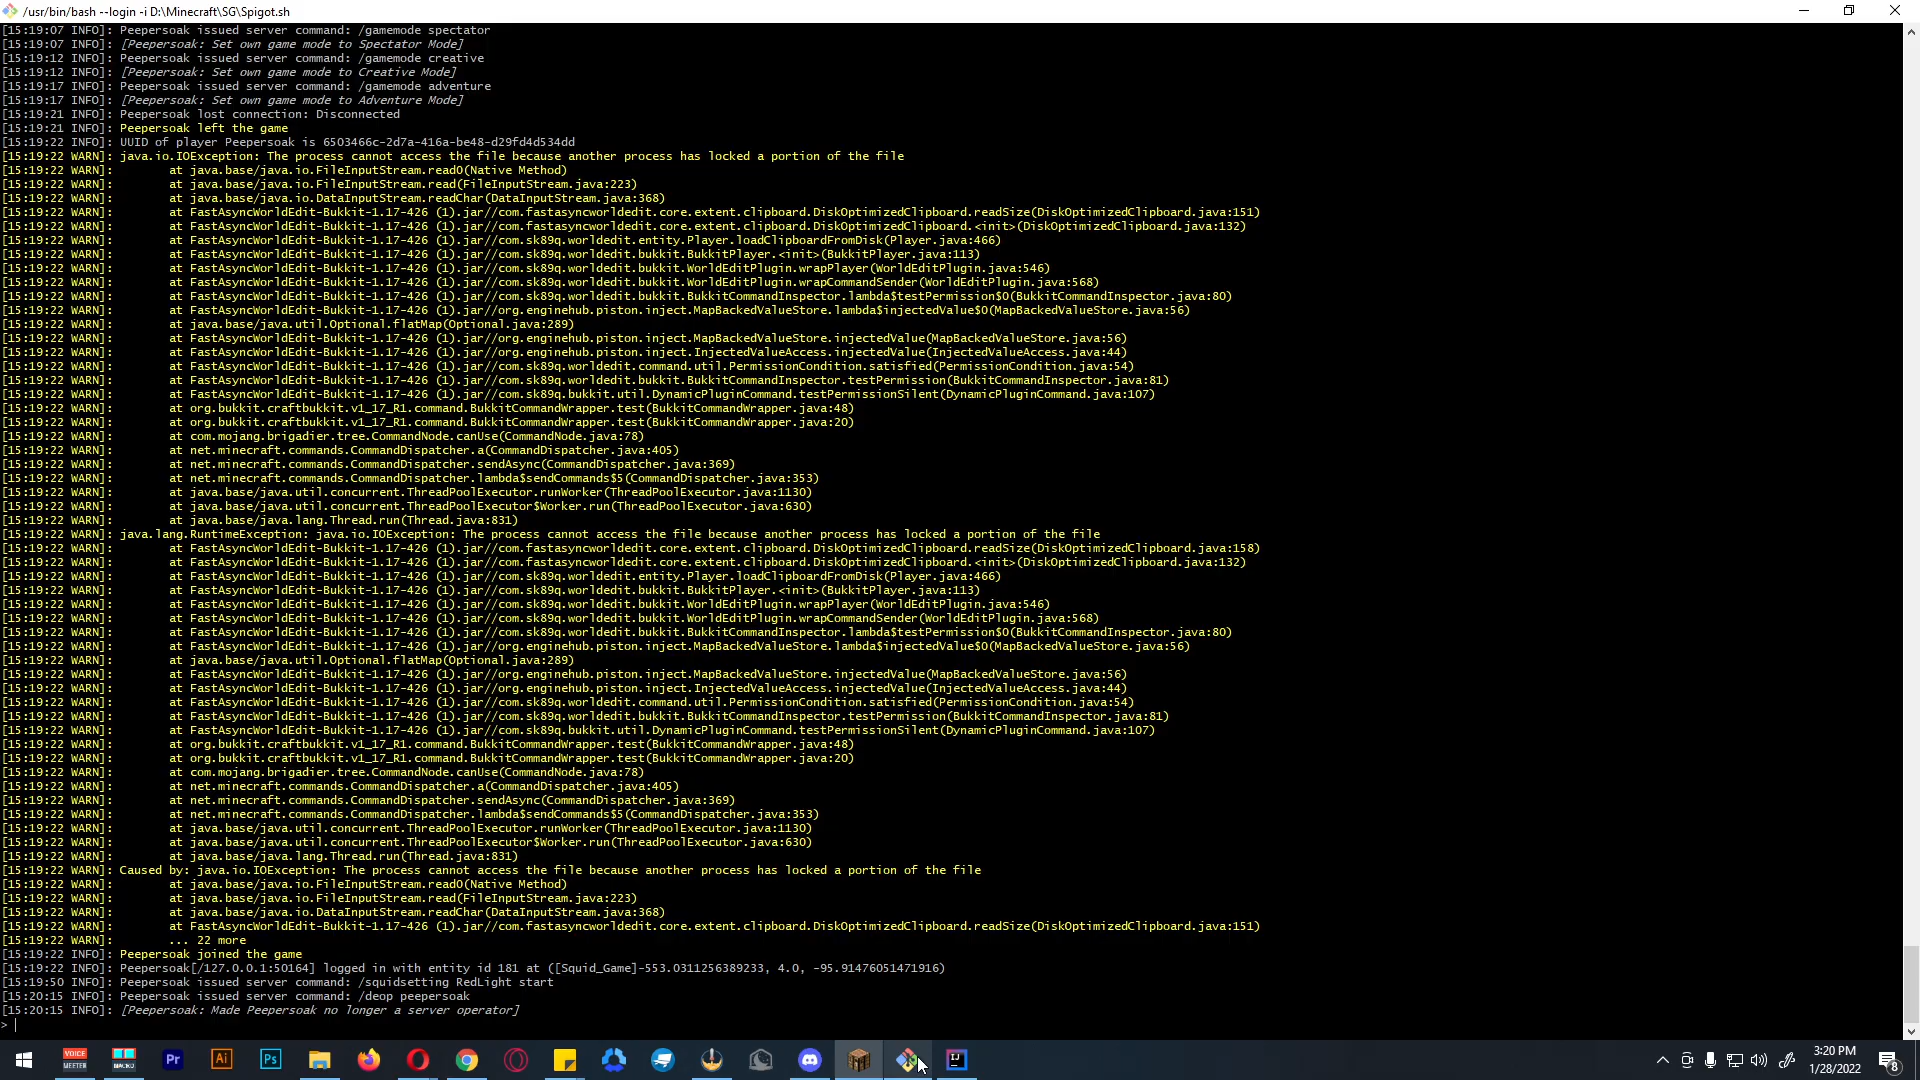 /usr/bin/bash --login -i D:\Minecraft\SG\Spigot.sh
[15:19:07 INFO]: Peepersoak issued server command: /gamemode spectator
[15:19:07 INFO]: [Peepersoak: Set own game mode to Spectator Mode]
[15:19:12 INFO]: Peepersoak issued server command: /gamemode creative
[15:19:12 INFO]: [Peepersoak: Set own game mode to Creative Mode]
[15:19:17 INFO]: Peepersoak issued server command: /gamemode adventure
[15:19:17 INFO]: [Peepersoak: Set own game mode to Adventure Mode]
[15:19:21 INFO]: Peepersoak lost connection: Disconnected
[15:19:21 INFO]: Peepersoak left the game
[15:19:22 INFO]: UUID of player Peepersoak is 6503466c-2d7a-416a-be48-d29fd4d534dd
[15:19:22 WARN]: java.io.IOException: The process cannot access the file because another process has locked a portion of the file
[15:19:22 WARN]: at java.base/java.io.FileInputStream.read0(Native Method)
[15:19:22 WARN]: at java.base/java.io.FileInputStream.read(FileInputStream.java:223)
[15:19:22 WARN]: at java.base/java.io.DataInputStream.readChar(DataInputStream.java:368)
[15:19:22 WARN]: at FastAsyncWorldEdit-Bukkit-1.17-426 (1).jar//com.fastasyncworldedit.core.extent.clipboard.DiskOptimizedClipboard.readSize(DiskOptimizedClipboard.java:151)
[15:19:22 WARN]: at FastAsyncWorldEdit-Bukkit-1.17-426 (1).jar//com.fastasyncworldedit.core.extent.clipboard.DiskOptimizedClipboard.<init>(DiskOptimizedClipboard.java:132)
[15:19:22 WARN]: at FastAsyncWorldEdit-Bukkit-1.17-426 (1).jar//com.sk89q.worldedit.entity.Player.loadClipboardFromDisk(Player.java:466)
[15:19:22 WARN]: at FastAsyncWorldEdit-Bukkit-1.17-426 (1).jar//com.sk89q.worldedit.bukkit.BukkitPlayer.<init>(BukkitPlayer.java:113)
[15:19:22 WARN]: at FastAsyncWorldEdit-Bukkit-1.17-426 (1).jar//com.sk89q.worldedit.bukkit.WorldEditPlugin.wrapPlayer(WorldEditPlugin.java:546)
[15:19:22 WARN]: at FastAsyncWorldEdit-Bukkit-1.17-426 (1).jar//com.sk89q.worldedit.bukkit.WorldEditPlugin.wrapCommandSender(WorldEditPlugin.java:568)
[15:19:22 WARN]: at FastAsyncWorldEdit-Bukkit-1.17-426 (1).jar//com.sk89q.worldedit.bukkit.BukkitCommandInspector.lambda$testPermission$0(BukkitCommandInspector.java:80)
[15:19:22 WARN]: at FastAsyncWorldEdit-Bukkit-1.17-426 (1).jar//org.enginehub.piston.inject.MapBackedValueStore.lambda$injectedValue$0(MapBackedValueStore.java:56)
[15:19:22 WARN]: at java.base/java.util.Optional.flatMap(Optional.java:289)
[15:19:22 WARN]: at FastAsyncWorldEdit-Bukkit-1.17-426 (1).jar//org.enginehub.piston.inject.MapBackedValueStore.injectedValue(MapBackedValueStore.java:56)
[15:19:22 WARN]: at FastAsyncWorldEdit-Bukkit-1.17-426 (1).jar//org.enginehub.piston.inject.InjectedValueAccess.injectedValue(InjectedValueAccess.java:44)
[15:19:22 WARN]: at FastAsyncWorldEdit-Bukkit-1.17-426 (1).jar//com.sk89q.worldedit.command.util.PermissionCondition.satisfied(PermissionCondition.java:54)
[15:19:22 WARN]: at FastAsyncWorldEdit-Bukkit-1.17-426 (1).jar//com.sk89q.worldedit.bukkit.BukkitCommandInspector.testPermission(BukkitCommandInspector.java:81)
[15:19:22 WARN]: at FastAsyncWorldEdit-Bukkit-1.17-426 (1).jar//com.sk89q.bukkit.util.DynamicPluginCommand.testPermissionSilent(DynamicPluginCommand.java:107)
[15:19:22 WARN]: at org.bukkit.craftbukkit.v1_17_R1.command.BukkitCommandWrapper.test(BukkitCommandWrapper.java:48)
[15:19:22 WARN]: at org.bukkit.craftbukkit.v1_17_R1.command.BukkitCommandWrapper.test(BukkitCommandWrapper.java:20)
[15:19:22 WARN]: at com.mojang.brigadier.tree.CommandNode.canUse(CommandNode.java:78)
[15:19:22 WARN]: at net.minecraft.commands.CommandDispatcher.a(CommandDispatcher.java:405)
[15:19:22 WARN]: at net.minecraft.commands.CommandDispatcher.sendAsync(CommandDispatcher.java:369)
[15:19:22 WARN]: at net.minecraft.commands.CommandDispatcher.lambda$sendCommands$5(CommandDispatcher.java:353)
[15:19:22 WARN]: at java.base/java.util.concurrent.ThreadPoolExecutor.runWorker(ThreadPoolExecutor.java:1130)
[15:19:22 WARN]: at java.base/java.util.concurrent.ThreadPoolExecutor$Worker.run(ThreadPoolExecutor.java:630)
[15:19:22 WARN]: at java.base/java.lang.Thread.run(Thread.java:831)
[15:19:22 WARN]: java.lang.RuntimeException: java.io.IOException: The process cannot access the file because another process has locked a portion of the file
[15:19:22 WARN]: at FastAsyncWorldEdit-Bukkit-1.17-426 (1).jar//com.fastasyncworldedit.core.extent.clipboard.DiskOptimizedClipboard.readSize(DiskOptimizedClipboard.java:158)
[15:19:22 WARN]: at FastAsyncWorldEdit-Bukkit-1.17-426 (1).jar//com.fastasyncworldedit.core.extent.clipboard.DiskOptimizedClipboard.<init>(DiskOptimizedClipboard.java:132)
[15:19:22 WARN]: at FastAsyncWorldEdit-Bukkit-1.17-426 (1).jar//com.sk89q.worldedit.entity.Player.loadClipboardFromDisk(Player.java:466)
[15:19:22 WARN]: at FastAsyncWorldEdit-Bukkit-1.17-426 (1).jar//com.sk89q.worldedit.bukkit.BukkitPlayer.<init>(BukkitPlayer.java:113)
[15:19:22 WARN]: at FastAsyncWorldEdit-Bukkit-1.17-426 (1).jar//com.sk89q.worldedit.bukkit.WorldEditPlugin.wrapPlayer(WorldEditPlugin.java:546)
[15:19:22 WARN]: at FastAsyncWorldEdit-Bukkit-1.17-426 (1).jar//com.sk89q.worldedit.bukkit.WorldEditPlugin.wrapCommandSender(WorldEditPlugin.java:568)
[15:19:22 WARN]: at FastAsyncWorldEdit-Bukkit-1.17-426 (1).jar//com.sk89q.worldedit.bukkit.BukkitCommandInspector.lambda$testPermission$0(BukkitCommandInspector.java:80)
[15:19:22 WARN]: at FastAsyncWorldEdit-Bukkit-1.17-426 (1).jar//org.enginehub.piston.inject.MapBackedValueStore.lambda$injectedValue$0(MapBackedValueStore.java:56)
[15:19:22 WARN]: at java.base/java.util.Optional.flatMap(Optional.java:289)
[15:19:22 WARN]: at FastAsyncWorldEdit-Bukkit-1.17-426 (1).jar//org.enginehub.piston.inject.MapBackedValueStore.injectedValue(MapBackedValueStore.java:56)
[15:19:22 WARN]: at FastAsyncWorldEdit-Bukkit-1.17-426 (1).jar//org.enginehub.piston.inject.InjectedValueAccess.injectedValue(InjectedValueAccess.java:44)
[15:19:22 WARN]: at FastAsyncWorldEdit-Bukkit-1.17-426 (1).jar//com.sk89q.worldedit.command.util.PermissionCondition.satisfied(PermissionCondition.java:54)
[15:19:22 WARN]: at FastAsyncWorldEdit-Bukkit-1.17-426 (1).jar//com.sk89q.worldedit.bukkit.BukkitCommandInspector.testPermission(BukkitCommandInspector.java:81)
[15:19:22 WARN]: at FastAsyncWorldEdit-Bukkit-1.17-426 (1).jar//com.sk89q.bukkit.util.DynamicPluginCommand.testPermissionSilent(DynamicPluginCommand.java:107)
[15:19:22 WARN]: at org.bukkit.craftbukkit.v1_17_R1.command.BukkitCommandWrapper.test(BukkitCommandWrapper.java:48)
[15:19:22 WARN]: at org.bukkit.craftbukkit.v1_17_R1.command.BukkitCommandWrapper.test(BukkitCommandWrapper.java:20)
[15:19:22 WARN]: at com.mojang.brigadier.tree.CommandNode.canUse(CommandNode.java:78)
[15:19:22 WARN]: at net.minecraft.commands.CommandDispatcher.a(CommandDispatcher.java:405)
[15:19:22 WARN]: at net.minecraft.commands.CommandDispatcher.sendAsync(CommandDispatcher.java:369)
[15:19:22 WARN]: at net.minecraft.commands.CommandDispatcher.lambda$sendCommands$5(CommandDispatcher.java:353)
[15:19:22 WARN]: at java.base/java.util.concurrent.ThreadPoolExecutor.runWorker(ThreadPoolExecutor.java:1130)
[15:19:22 WARN]: at java.base/java.util.concurrent.ThreadPoolExecutor$Worker.run(ThreadPoolExecutor.java:630)
[15:19:22 WARN]: at java.base/java.lang.Thread.run(Thread.java:831)
[15:19:22 WARN]: Caused by: java.io.IOException: The process cannot access the file because another process has locked a portion of the file
[15:19:22 WARN]: at java.base/java.io.FileInputStream.read0(Native Method)
[15:19:22 WARN]: at java.base/java.io.FileInputStream.read(FileInputStream.java:223)
[15:19:22 WARN]: at java.base/java.io.DataInputStream.readChar(DataInputStream.java:368)
[15:19:22 WARN]: at FastAsyncWorldEdit-Bukkit-1.17-426 (1).jar//com.fastasyncworldedit.core.extent.clipboard.DiskOptimizedClipboard.readSize(DiskOptimizedClipboard.java:151)
[15:19:22 WARN]: ... 22 more
[15:19:22 INFO]: Peepersoak joined the game
[15:19:22 INFO]: Peepersoak[/127.0.0.1:50164] logged in with entity id 181 at ([Squid_Game]-553.0311256389233, 4.0, -95.91476051471916)
[15:19:50 INFO]: Peepersoak issued server command: /squidsetting RedLight start
[15:20:15 INFO]: Peepersoak issued server command: /deop peepersoak
[15:20:15 INFO]: [Peepersoak: Made Peepersoak no longer a server operator]
>
VOICE
MEETER
MACRO
Pr
Ai
Ps
IJ
3:20 PM
1/28/2022
8